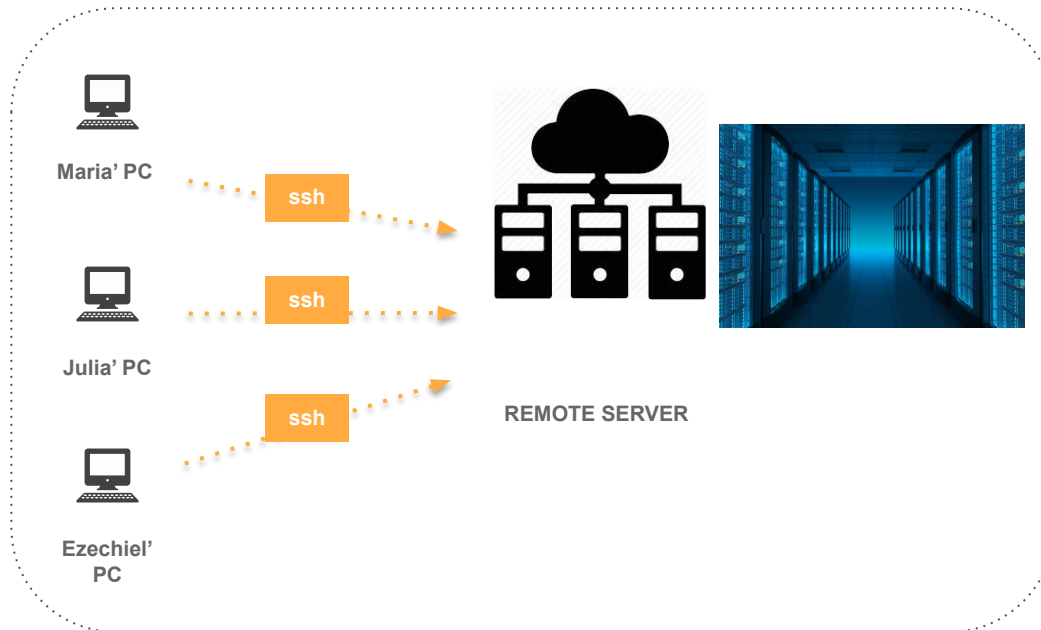 Maria’ PC
ssh
Julia’ PC
ssh
Ezechiel’
PC
ssh
REMOTE SERVER